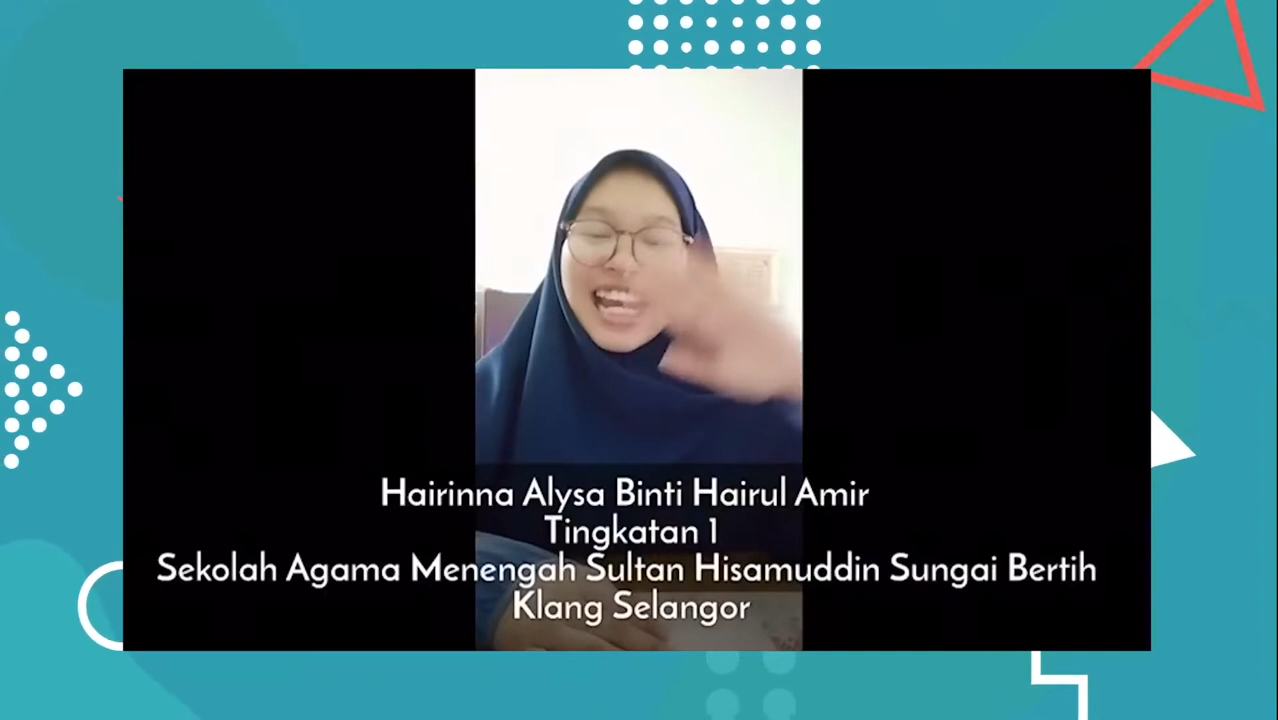 Hairinna Alysa Binti Hairul Amir
Tingkatan 1
Sekolah Agama Menengah Sultan Hisamuddin Sungai Bertih
Klang Selangor